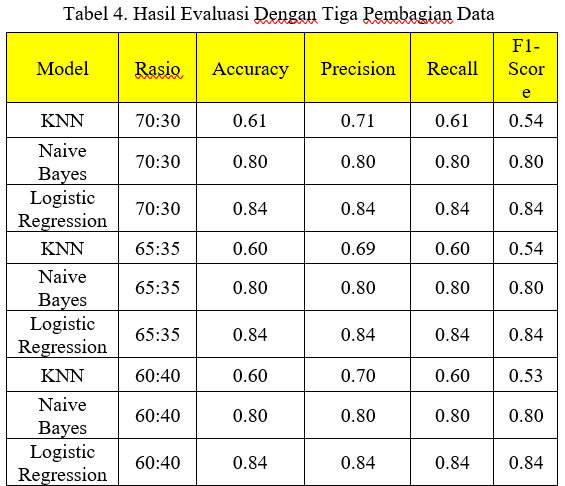 Tabel 4. Hasil Evaluasi Dengan Tiga Pembagian Data
Model Rasio Accuracy Precision Recall F1-
Scor
e
KNN 70:30 0.61 0.71 0.61 0.54
Naive
Bayes 70:30 0.80 0.80 0.80 0.80
Logistic
Regression 70:30 0.84 0.84 0.84 0.84
KNN 65:35 0.60 0.69 0.60 0.54
Naive
Bayes 65:35 0.80 0.80 0.80 0.80
Logistic
Regression 65:35 0.84 0.84 0.84 0.84
KNN 60:40 0.60 0.70 0.60 0.53
Naive
Bayes 60:40 0.80 0.80 0.80 0.80
Logistic
Regression 60:40 0.84 0.84 0.84 0.84